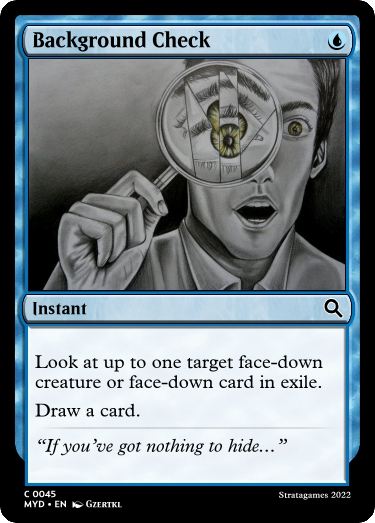 Background Check
Instant
Look at up to one target face-down
creature or face-down card in exile.
Draw a card.
“If you’ve got nothing to hide…”
C 0045
MYD • EN GZERTKL
Stratagames 2022